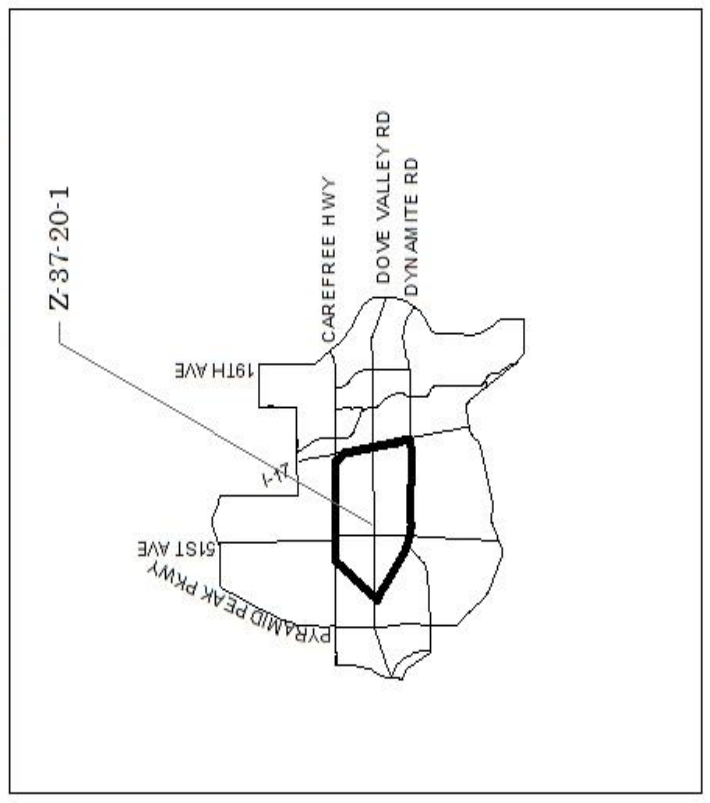 Z-37-20-1
CAREFREE HWY
DOVE VALLEY RD
DYNAMITE RD
19TH AVE
I-17
51ST AVE
PYRAMID PEAK PKWY